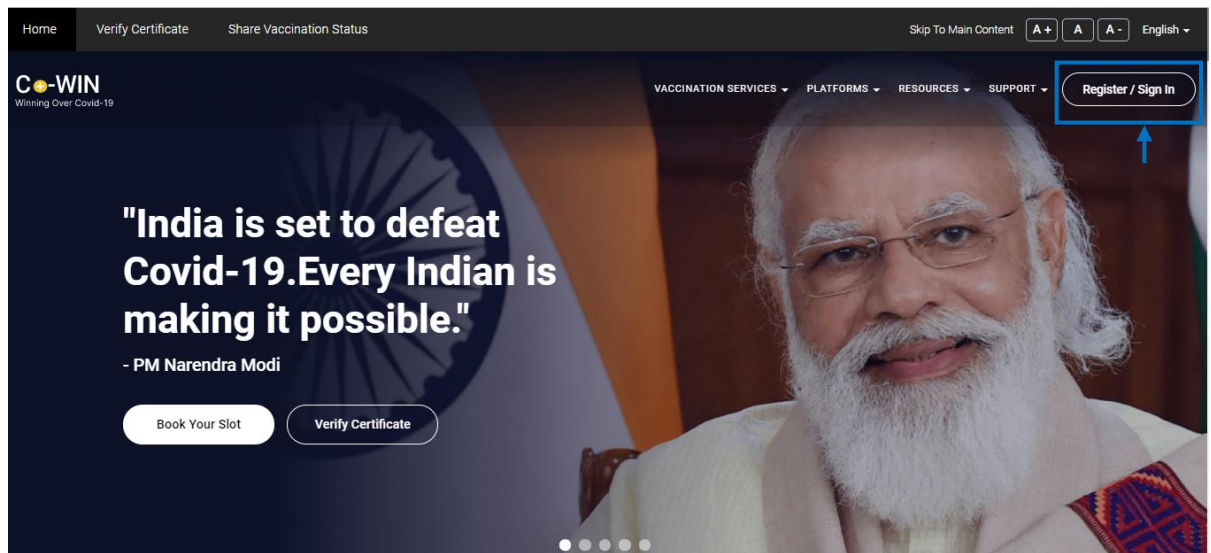 Home Verify Certificate Share Vaccination Status Skip To Main Content A+ A A- English
Co-WIN
Winning Over Covid-19
VACCINATION SERVICES PLATFORMS RESOURCES SUPPORT Register / Sign In
"India is set to defeat
Covid-19.Every Indian is
making it possible."
- PM Narendra Modi
Book Your Slot Verify Certificate